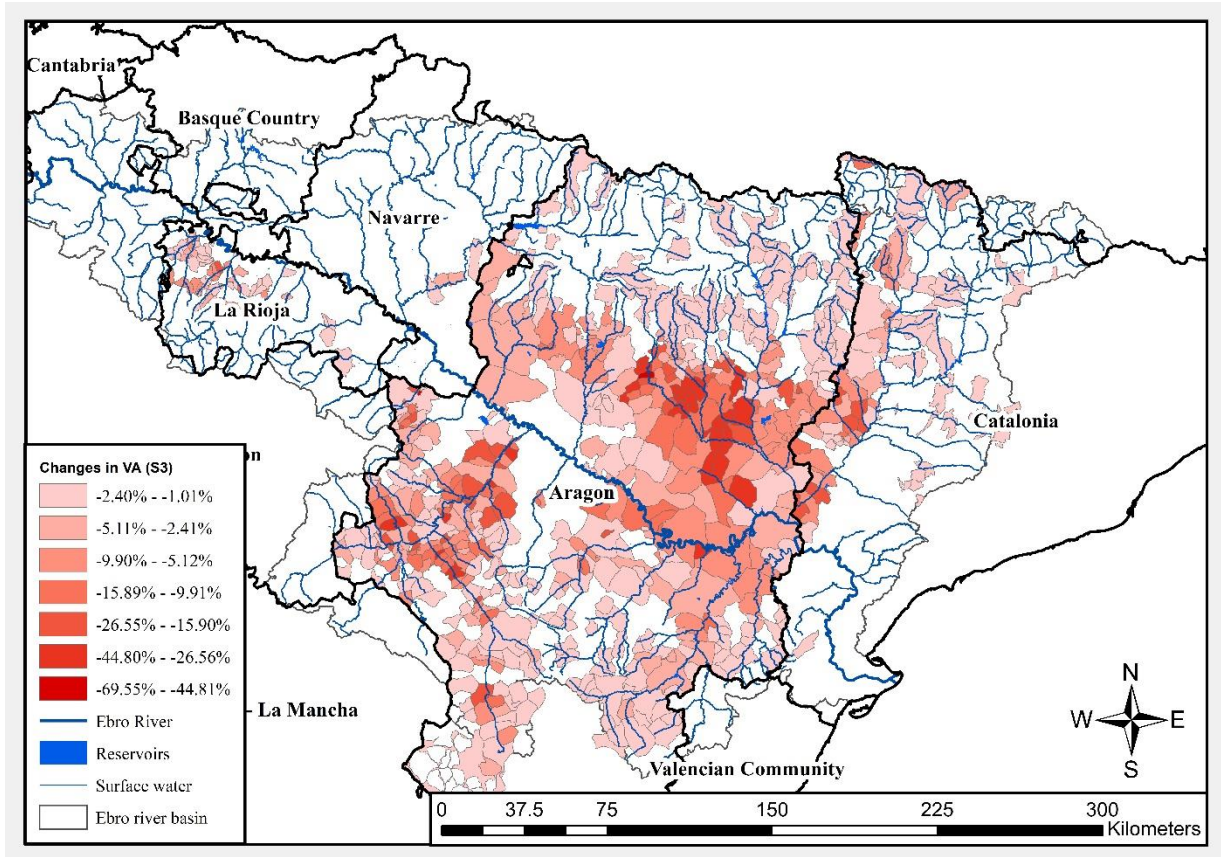 Cantabria
Basque Country
Navarre
La Rioja
Catalonia
Aragon
on
- La Mancha
Valencian Community
Changes in VA (S3)
-2.40% - -1.01%
-5.11% - -2.41%
-9.90% - -5.12%
-15.89% - -9.91%
-26.55% - -15.90%
-44.80% - -26.56%
-69.55% - -44.81%
Ebro River
Reservoirs
Surface water
Ebro river basin
N
W E
S
0 37.5 75 150 225 300
Kilometers